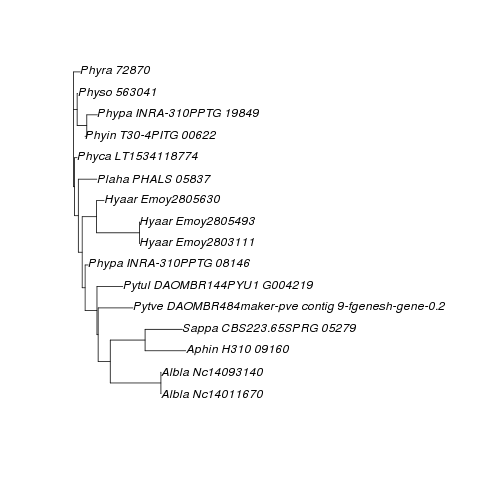 Phyra 72870
Physo 563041
Phypa INRA-310PPTG 19849
Phyin T30-4PITG 00622
Phyca LT1534118774
Plaha PHALS 05837
Hyaar Emoy2805630
Hyaar Emoy2805493
Hyaar Emoy2803111
Phypa INRA-310PPTG 08146
Pytul DAOMBR144PYU1 G004219
Pytve DAOMBR484maker-pve contig 9-fgenesh-gene-0.2
Sappa CBS223.65SPRG 05279
Aphin H310 09160
Albla Nc14093140
Albla Nc14011670